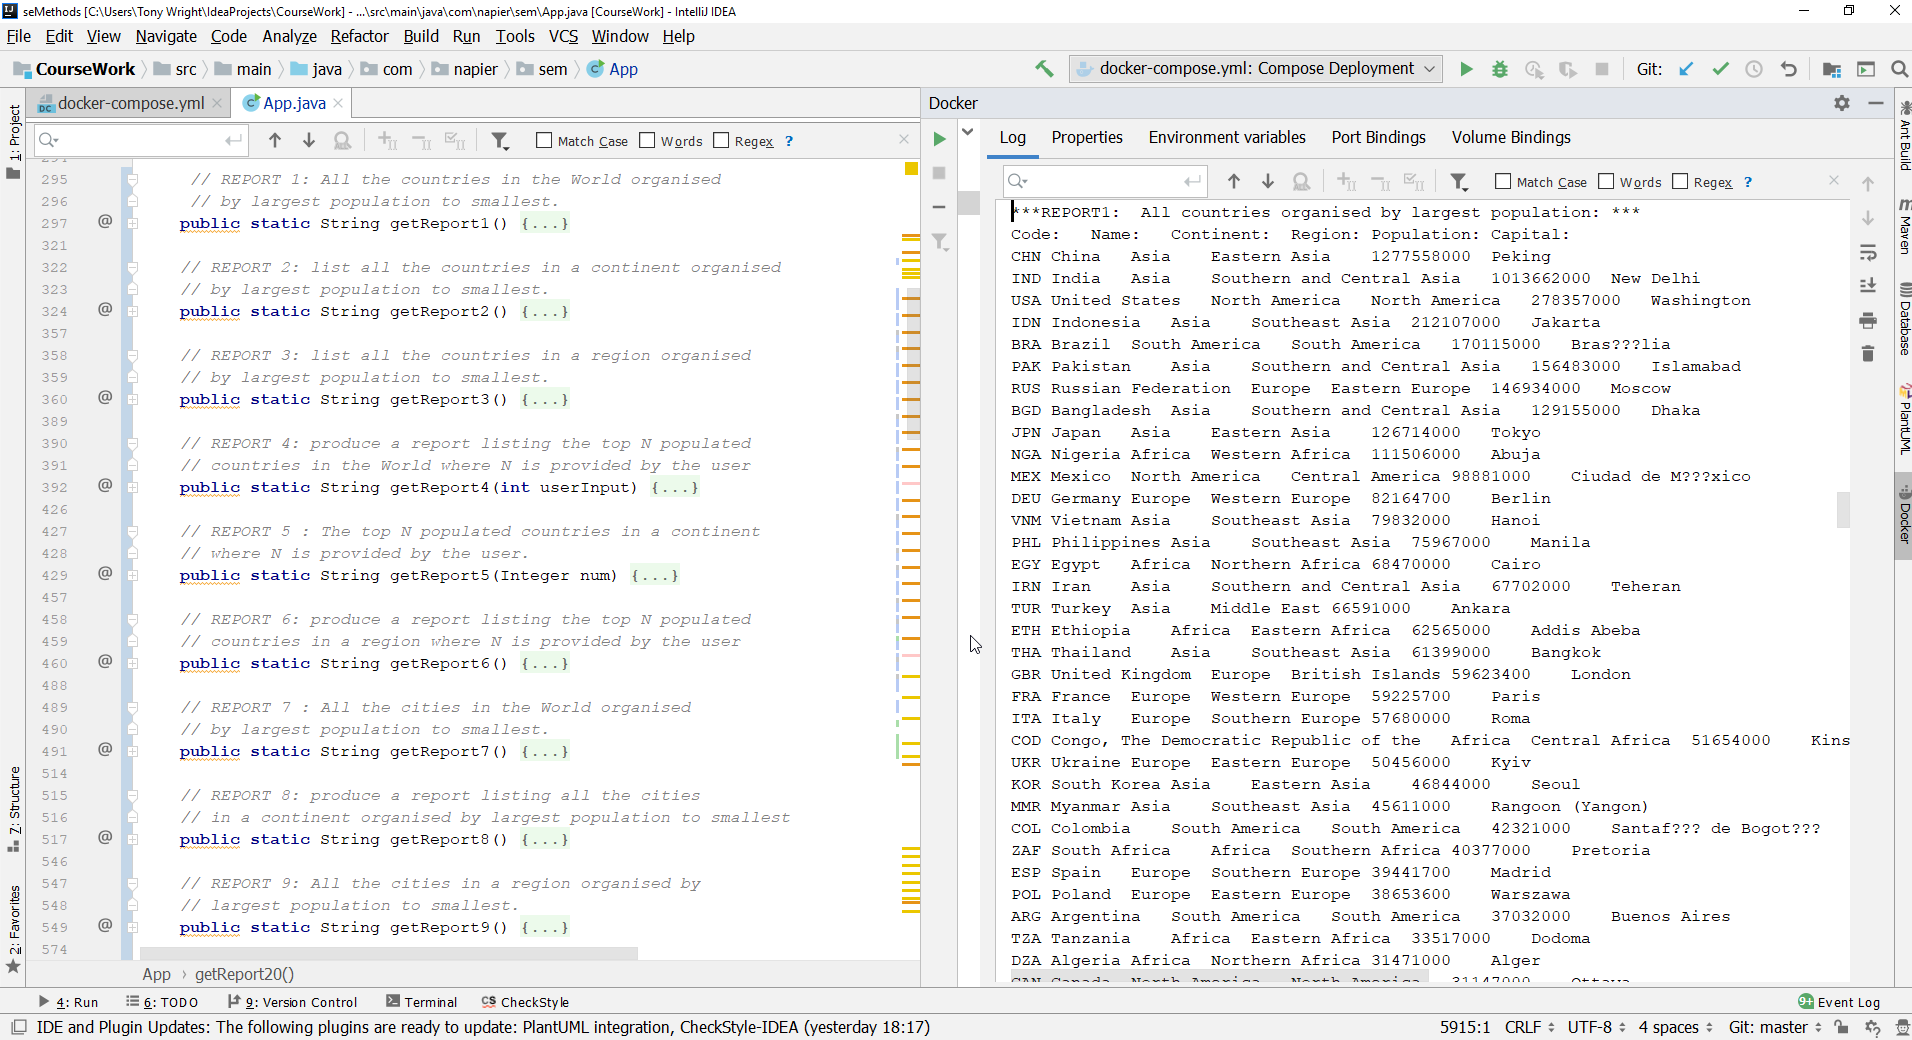 seMethods [C:\Users\Tony Wright\IdeaProjects\CourseWork] - ...\src\main\java\com\napier\sem\App.java [CourseWork] - IntelliJ IDEA
File Edit View Navigate Code Analyze Refactor Build Run Tools VCS Window Help
CourseWork src main java com napier sem App
docker-compose.yml: Compose Deployment Git:
docker-compose.yml App.java
Match Case Words Regex ?
295 // REPORT 1: All the countries in the World organised
296 // by largest population to smallest.
297 @ public static String getReport1() {...}
321
322 // REPORT 2: list all the countries in a continent organised
323 // by largest population to smallest.
324 @ public static String getReport2() {...}
357
358 // REPORT 3: list all the countries in a region organised
359 // by largest population to smallest.
360 @ public static String getReport3() {...}
389
390 // REPORT 4: produce a report listing the top N populated
391 // countries in the World where N is provided by the user
392 @ public static String getReport4(int userInput) {...}
426
427 // REPORT 5 : The top N populated countries in a continent
428 // where N is provided by the user.
429 @ public static String getReport5(Integer num) {...}
457
458 // REPORT 6: produce a report listing the top N populated
459 // countries in a region where N is provided by the user
460 @ public static String getReport6() {...}
488
489 // REPORT 7 : All the cities in the World organised
490 // by largest population to smallest.
491 @ public static String getReport7() {...}
514
515 // REPORT 8: produce a report listing all the cities
516 // in a continent organised by largest population to smallest
517 @ public static String getReport8() {...}
546
547 // REPORT 9: All the cities in a region organised by
548 // largest population to smallest.
549 @ public static String getReport9() {...}
574
App › getReport20()
Docker
Log Properties Environment variables Port Bindings Volume Bindings
Match Case Words Regex ?
***REPORT1: All countries organised by largest population: ***
Code: Name: Continent: Region: Population: Capital:
CHN China Asia Eastern Asia 1277558000 Peking
IND India Asia Southern and Central Asia 1013662000 New Delhi
USA United States North America North America 278357000 Washington
IDN Indonesia Asia Southeast Asia 212107000 Jakarta
BRA Brazil South America South America 170115000 Bras???lia
PAK Pakistan Asia Southern and Central Asia 156483000 Islamabad
RUS Russian Federation Europe Eastern Europe 146934000 Moscow
BGD Bangladesh Asia Southern and Central Asia 129155000 Dhaka
JPN Japan Asia Eastern Asia 126714000 Tokyo
NGA Nigeria Africa Western Africa 111506000 Abuja
MEX Mexico North America Central America 98881000 Ciudad de M???xico
DEU Germany Europe Western Europe 82164700 Berlin
VNM Vietnam Asia Southeast Asia 79832000 Hanoi
PHL Philippines Asia Southeast Asia 75967000 Manila
EGY Egypt Africa Northern Africa 68470000 Cairo
IRN Iran Asia Southern and Central Asia 67702000 Teheran
TUR Turkey Asia Middle East 66591000 Ankara
ETH Ethiopia Africa Eastern Africa 62565000 Addis Abeba
THA Thailand Asia Southeast Asia 61399000 Bangkok
GBR United Kingdom Europe British Islands 59623400 London
FRA France Europe Western Europe 59225700 Paris
ITA Italy Europe Southern Europe 57680000 Roma
COD Congo, The Democratic Republic of the Africa Central Africa 51654000 Kins
UKR Ukraine Europe Eastern Europe 50456000 Kyiv
KOR South Korea Asia Eastern Asia 46844000 Seoul
MMR Myanmar Asia Southeast Asia 45611000 Rangoon (Yangon)
COL Colombia South America South America 42321000 Santaf??? de Bogot???
ZAF South Africa Africa Southern Africa 40377000 Pretoria
ESP Spain Europe Southern Europe 39441700 Madrid
POL Poland Europe Eastern Europe 38653600 Warszawa
ARG Argentina South America South America 37032000 Buenos Aires
TZA Tanzania Africa Eastern Africa 33517000 Dodoma
DZA Algeria Africa Northern Africa 31471000 Alger
CAN Canada North America North America 31147000 Ottawa
1: Project
7: Structure
2: Favorites
Ant Build
Maven
Database
PlantUML
Docker
4: Run 6: TODO 9: Version Control Terminal CheckStyle
9+ Event Log
IDE and Plugin Updates: The following plugins are ready to update: PlantUML integration, CheckStyle-IDEA (yesterday 18:17)
5915:1 CRLF UTF-8 4 spaces Git: master